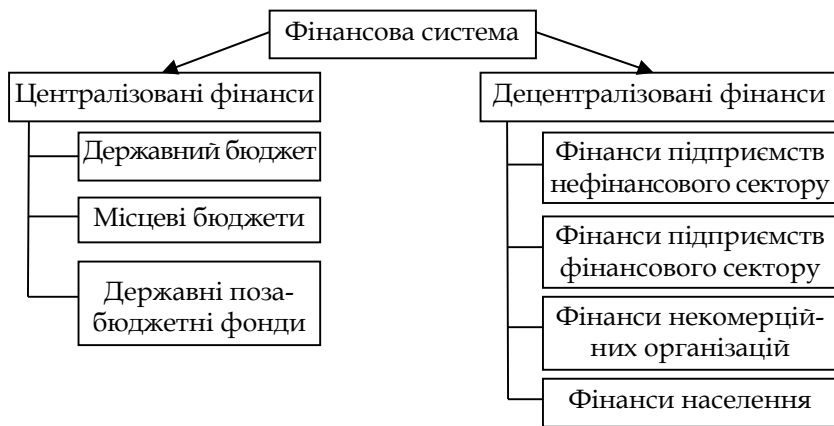 Фінансова система
Централізовані фінанси
Державний бюджет
Місцеві бюджети
Державні поза-
бюджетні фонди
Децентралізовані фінанси
Фінанси підприємств
нефінансового сектору
Фінанси підприємств
фінансового сектору
Фінанси некомерцій-
них організацій
Фінанси населення